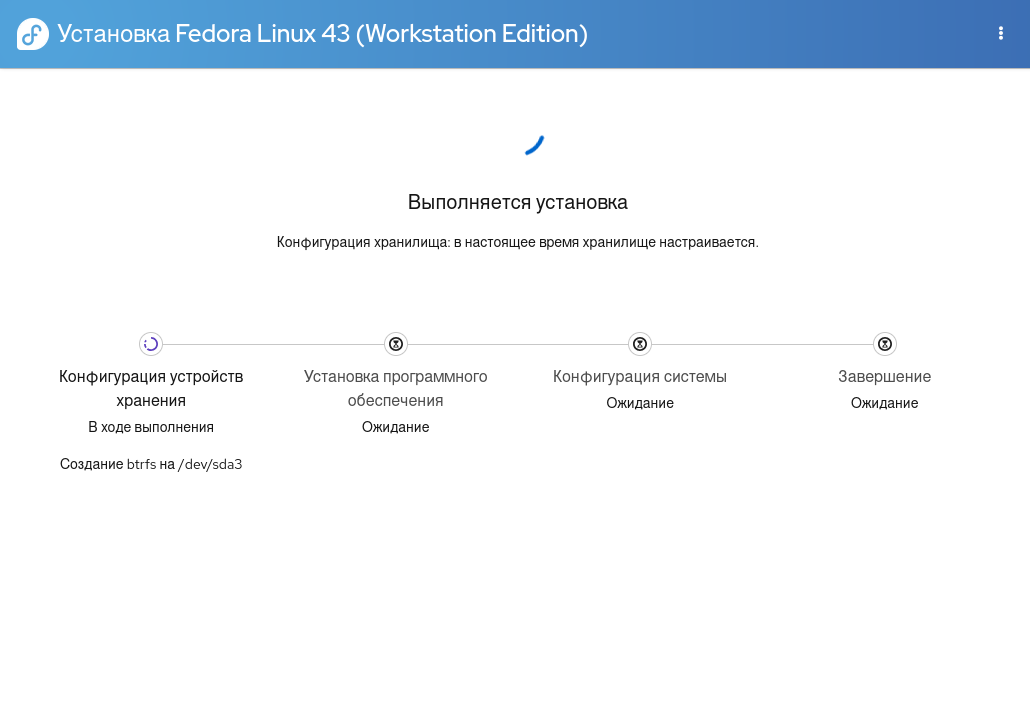 Установка Fedora Linux 43 (Workstation Edition)
Выполняется установка
Конфигурация хранилища: в настоящее время хранилище настраивается.
Конфигурация устройств
хранения
В ходе выполнения
Создание btrfs на /dev/sda3
Установка программного
обеспечения
Ожидание
Конфигурация системы
Ожидание
Завершение
Ожидание